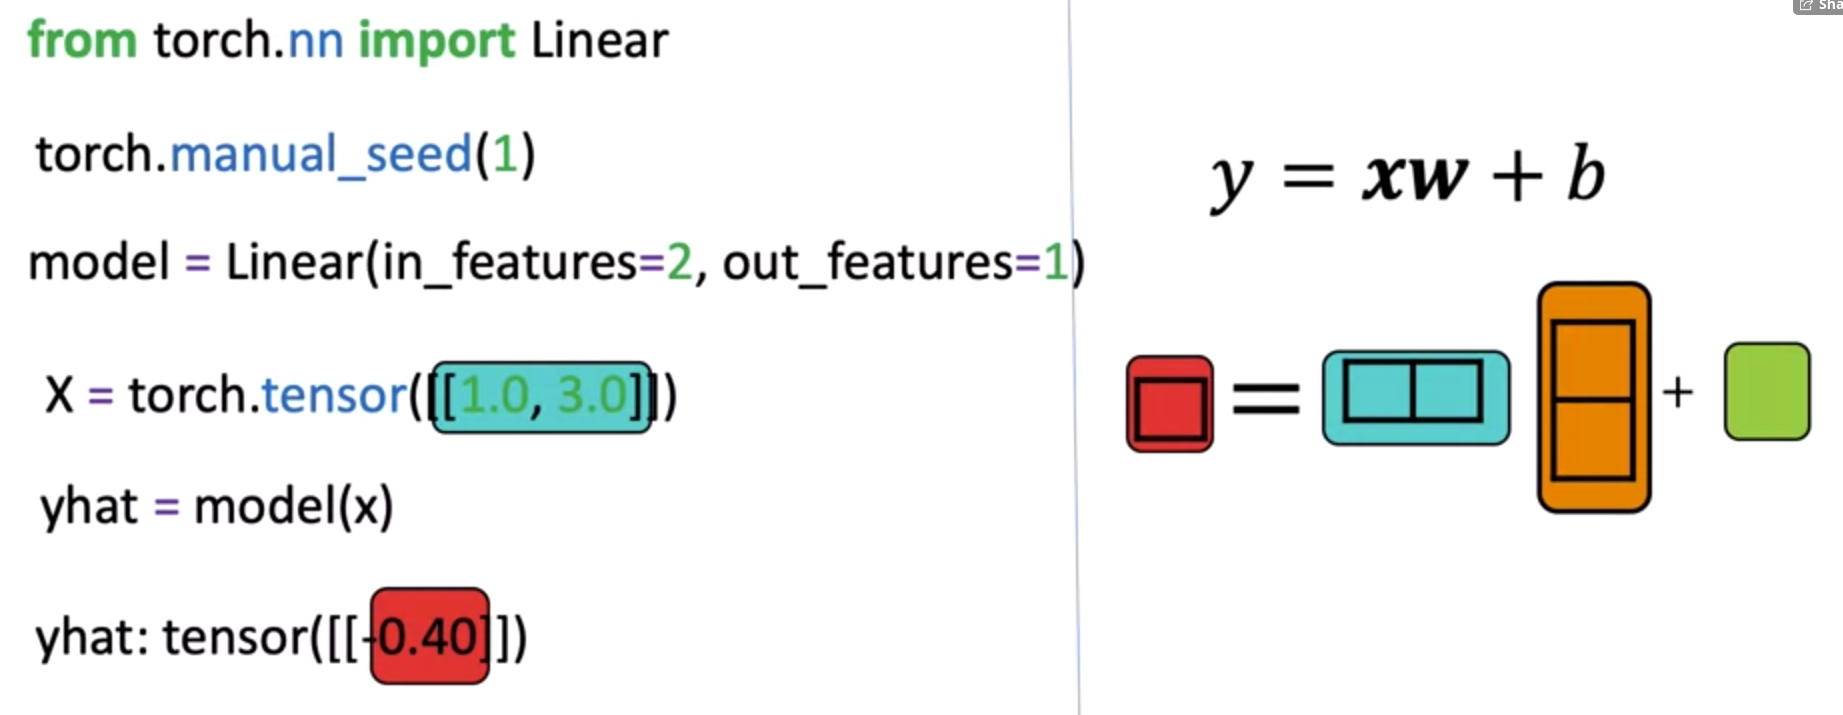 from torch.nn import Linear
torch.manual_seed(1)
model = Linear(in_features=2, out_features=1)
X = torch.tensor([[1.0, 3.0]])
yhat = model(x)
yhat: tensor([[-0.40]])
y = xw + b
= +